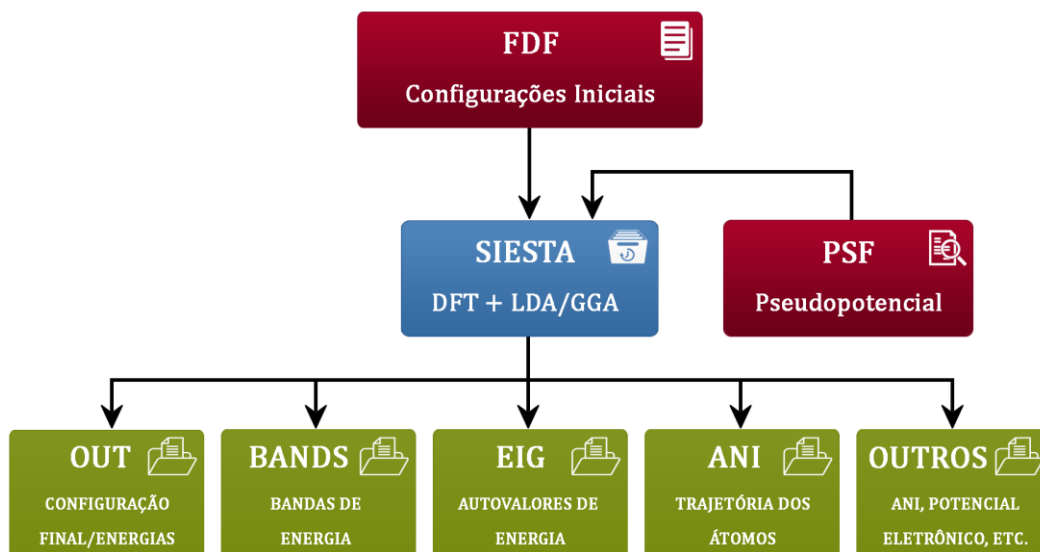 FDF
Configurações Iniciais
SIESTA
DFT + LDA/GGA
PSF
Pseudopotencial
OUT
CONFIGURAÇÃO
FINAL/ENERGIAS
BANDS
BANDAS DE
ENERGIA
EIG
AUTOVALORES DE
ENERGIA
ANI
TRAJETÓRIA DOS
ÁTOMOS
OUTROS
ANI, POTENCIAL
ELETRÔNICO, ETC.